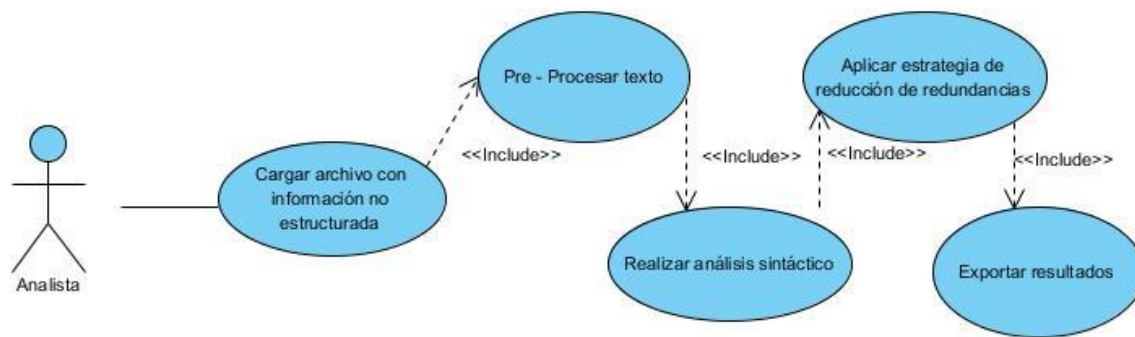 Analista
Cargar archivo con
información no
estructurada
<<Include>>
Pre - Procesar texto
<<Include>>
Realizar análisis sintáctico
<<Include>>
Aplicar estrategia de
reducción de redundancias
<<Include>>
Exportar resultados